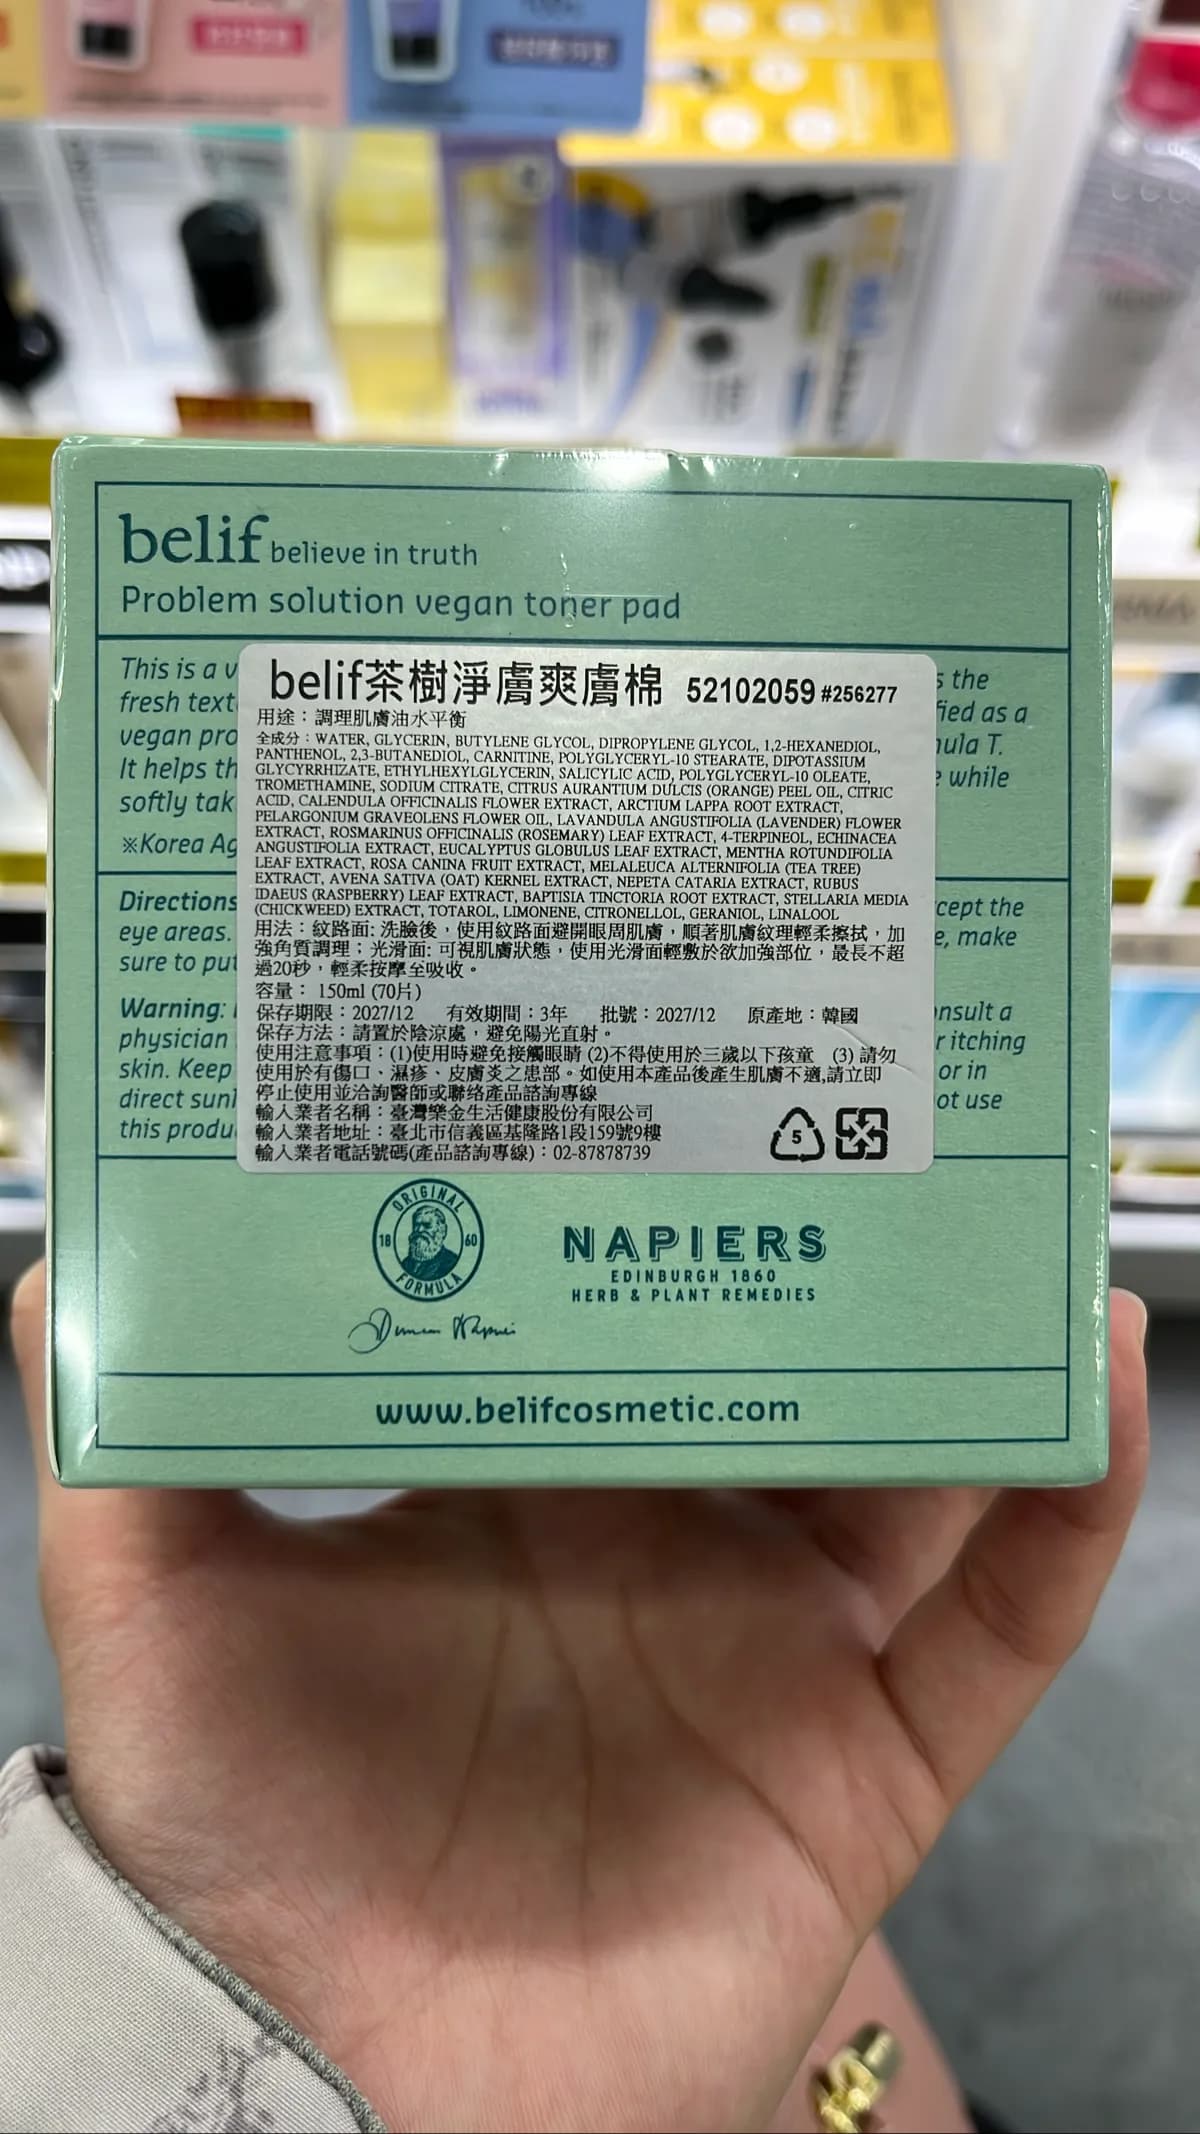 belif believe in truth
Problem solution vegan toner pad
This is a v
s the
fresh text
fied as a
vegan pro
nula T.
It helps th
e while
softly tak
※Korea Ag
belif茶樹淨膚爽膚棉 52102059 #256277
用途：調理肌膚油水平衡
全成分：WATER, GLYCERIN, BUTYLENE GLYCOL, DIPROPYLENE GLYCOL, 1,2-HEXANEDIOL,
PANTHENOL, 2,3-BUTANEDIOL, CARNITINE, POLYGLYCERYL-10 STEARATE, DIPOTASSIUM
GLYCYRRHIZATE, ETHYLHEXYLGLYCERIN, SALICYLIC ACID, POLYGLYCERYL-10 OLEATE,
TROMETHAMINE, SODIUM CITRATE, CITRUS AURANTIUM DULCIS (ORANGE) PEEL OIL, CITRIC
ACID, CALENDULA OFFICINALIS FLOWER EXTRACT, ARCTIUM LAPPA ROOT EXTRACT,
PELARGONIUM GRAVEOLENS FLOWER OIL, LAVANDULA ANGUSTIFOLIA (LAVENDER) FLOWER
EXTRACT, ROSMARINUS OFFICINALIS (ROSEMARY) LEAF EXTRACT, 4-TERPINEOL, ECHINACEA
ANGUSTIFOLIA EXTRACT, EUCALYPTUS GLOBULUS LEAF EXTRACT, MENTHA ROTUNDIFOLIA
LEAF EXTRACT, ROSA CANINA FRUIT EXTRACT, MELALEUCA ALTERNIFOLIA (TEA TREE)
EXTRACT, AVENA SATIVA (OAT) KERNEL EXTRACT, NEPETA CATARIA EXTRACT, RUBUS
IDAEUS (RASPBERRY) LEAF EXTRACT, BAPTISIA TINCTORIA ROOT EXTRACT, STELLARIA MEDIA
(CHICKWEED) EXTRACT, TOTAROL, LIMONENE, CITRONELLOL, GERANIOL, LINALOOL
用法：紋路面: 洗臉後，使用紋路面避開眼周肌膚，順著肌膚紋理輕柔擦拭，加
強角質調理；光滑面: 可視肌膚狀態，使用光滑面輕敷於欲加強部位，最長不超
過20秒，輕柔按摩至吸收。
容量： 150ml (70片)
保存期限：2027/12 有效期間：3年 批號：2027/12 原產地：韓國
保存方法：請置於陰涼處，避免陽光直射。
使用注意事項：(1)使用時避免接觸眼睛 (2)不得使用於三歲以下孩童 (3) 請勿
使用於有傷口、濕疹、皮膚炎之患部。如使用本產品後產生肌膚不適,請立即
停止使用並洽詢醫師或聯絡產品諮詢專線
輸入業者名稱：臺灣樂金生活健康股份有限公司
輸入業者地址：臺北市信義區基隆路1段159號9樓
輸入業者電話號碼(產品諮詢專線)：02-87878739
5
Directions
cept the
eye areas.
e, make
sure to put
Warning:
onsult a
physician
r itching
skin. Keep
or in
direct sunl
ot use
this produ
ORIGINAL
18 60
FORMULA
NAPIERS
EDINBURGH 1860
HERB & PLANT REMEDIES
www.belifcosmetic.com